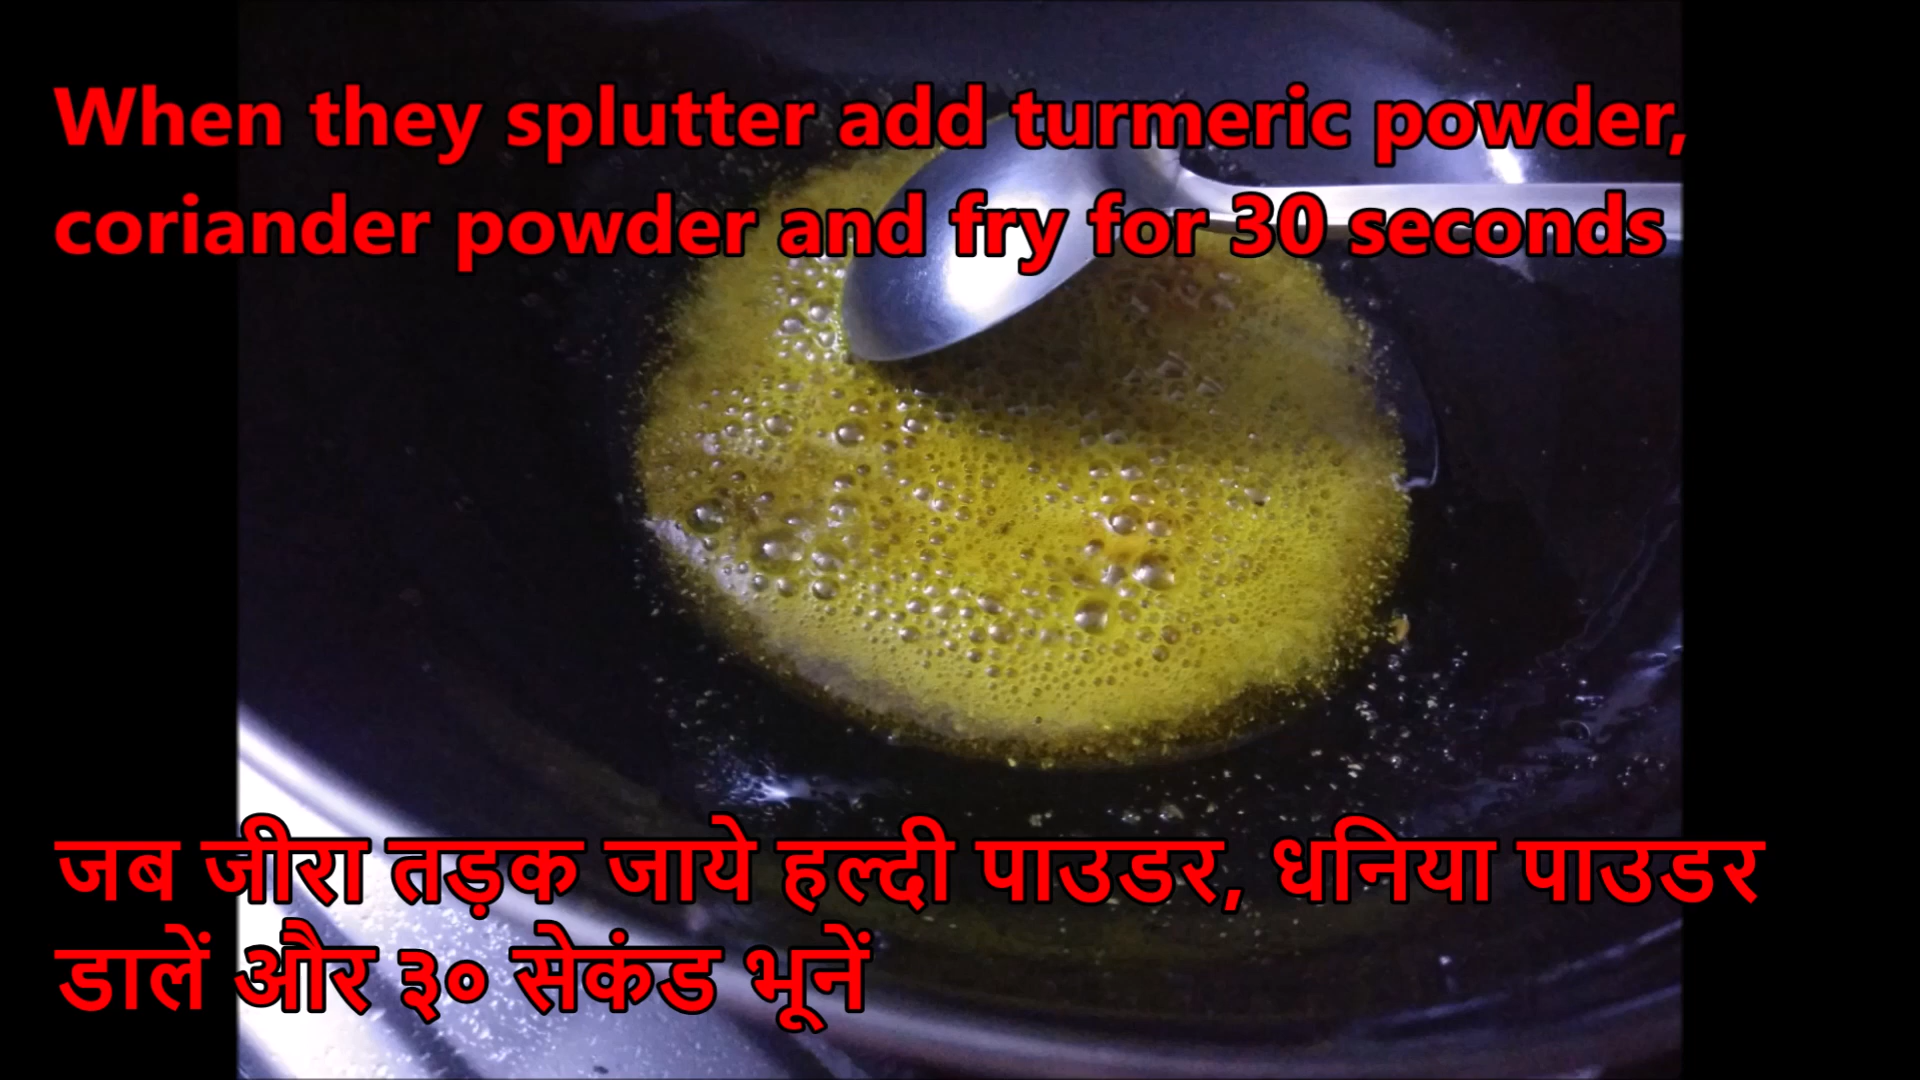 When they splutter add turmeric powder,
coriander powder and fry for 30 seconds
जब जीरा तड़क जाये हल्दी पाउडर, धनिया पाउडर
डालें और ३० सेकंड भूनें